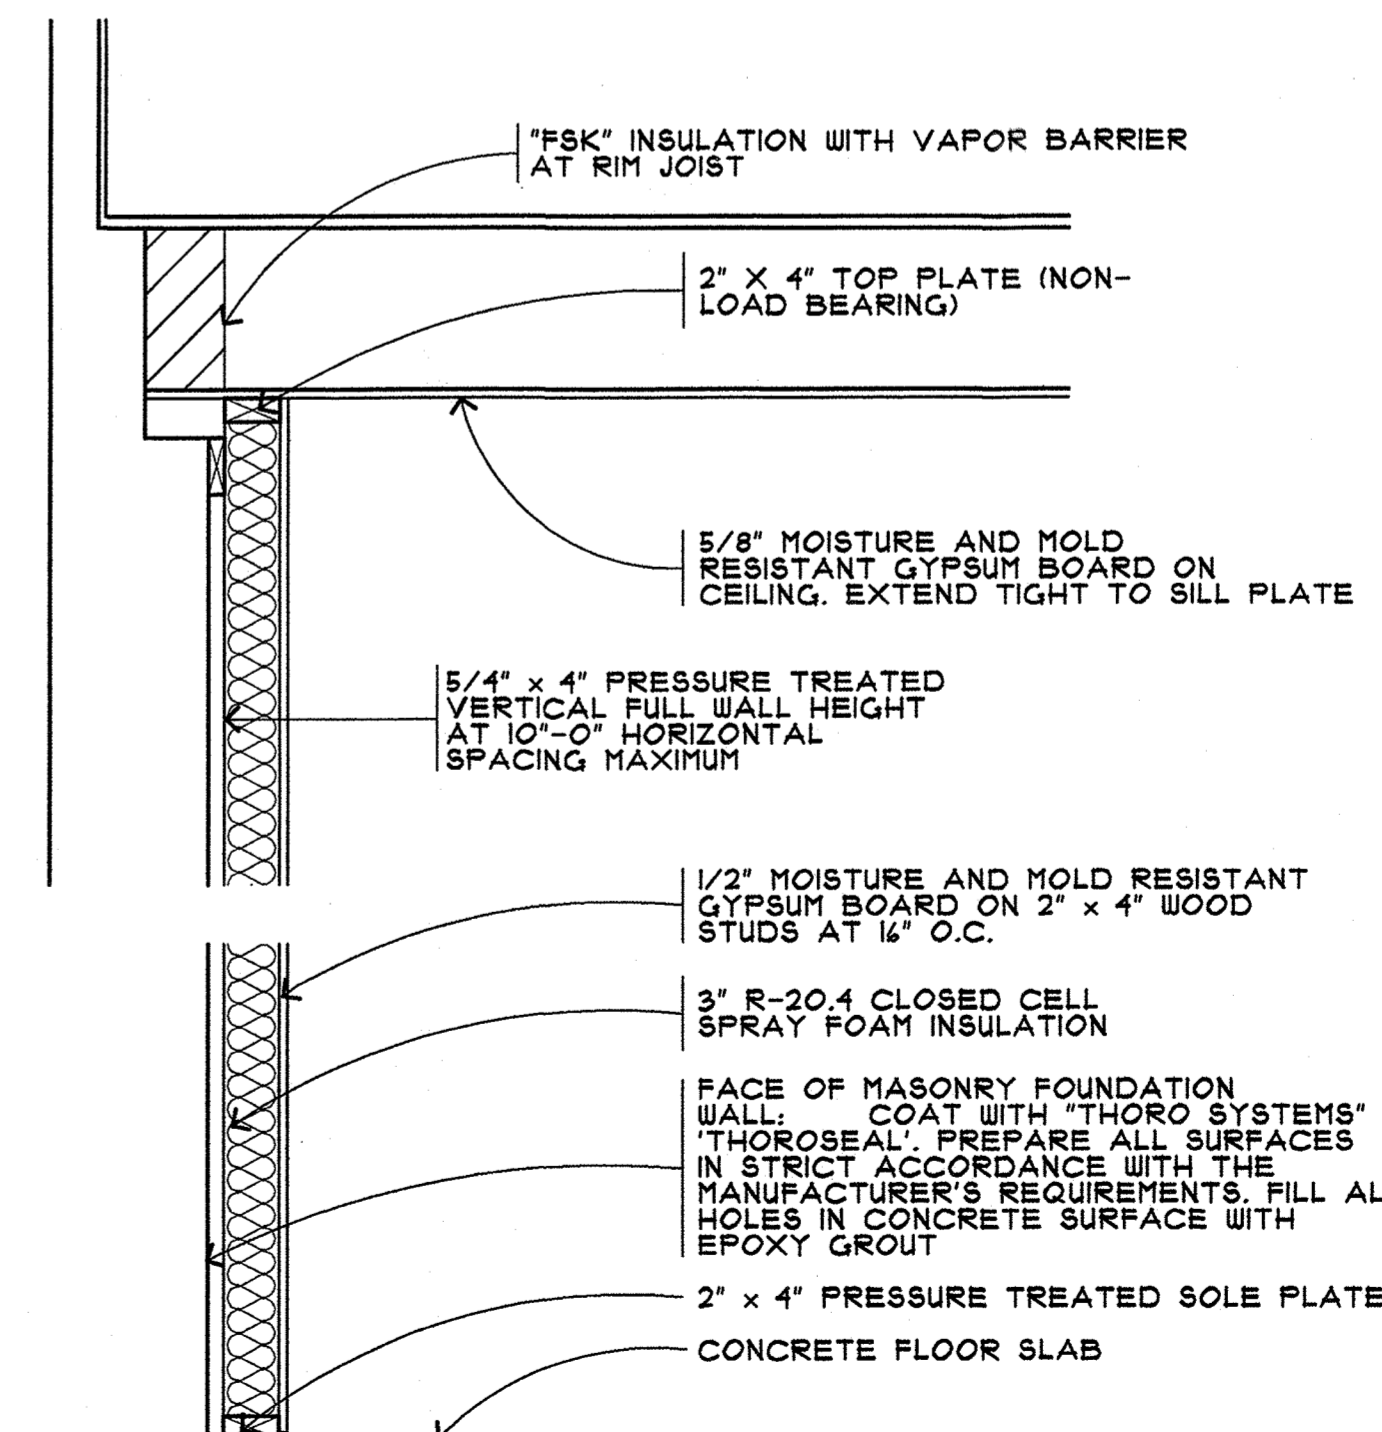 "FSK" INSULATION WITH VAPOR BARRIER
AT RIM JOIST
2" X 4" TOP PLATE (NON-
LOAD BEARING)
5/8" MOISTURE AND MOLD
RESISTANT GYPSUM BOARD ON
CEILING. EXTEND TIGHT TO SILL PLATE
5/4" x 4" PRESSURE TREATED
VERTICAL FULL WALL HEIGHT
AT 10"-0" HORIZONTAL
SPACING MAXIMUM
1/2" MOISTURE AND MOLD RESISTANT
GYPSUM BOARD ON 2" x 4" WOOD
STUDS AT 16" O.C.
3" R-20.4 CLOSED CELL
SPRAY FOAM INSULATION
FACE OF MASONRY FOUNDATION
WALL: COAT WITH "THORO SYSTEMS"
'THOROSEAL'. PREPARE ALL SURFACES
IN STRICT ACCORDANCE WITH THE
MANUFACTURER'S REQUIREMENTS. FILL AL
HOLES IN CONCRETE SURFACE WITH
EPOXY GROUT
2" x 4" PRESSURE TREATED SOLE PLATE
CONCRETE FLOOR SLAB